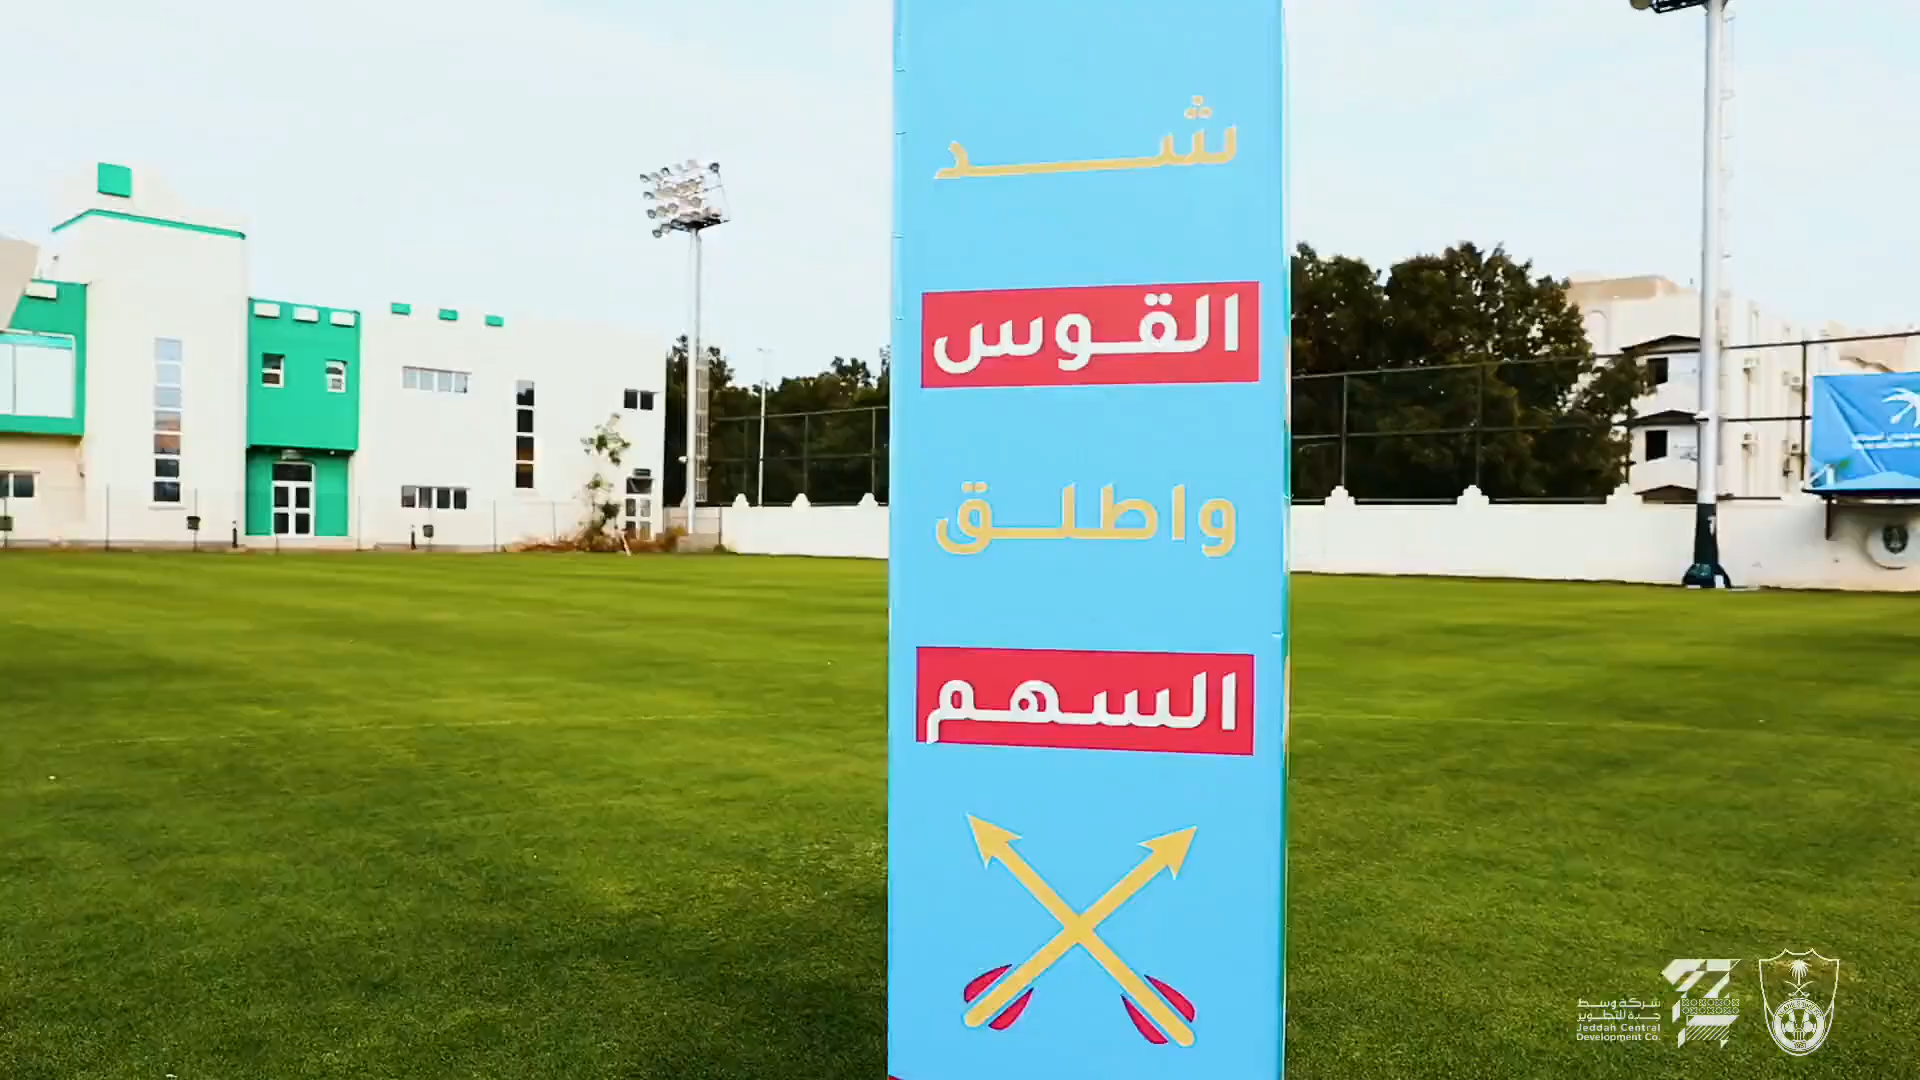 شد
القوس
واطلق
السهم
شركة وسط
جدة للتطوير
Jeddah Central
Development Co.